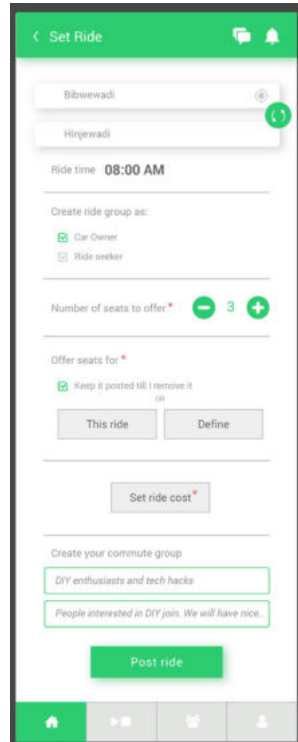 Set Ride
Bibwewadi
Hinjewadi
Ride time 08:00 AM
Create ride group as:
Car Owner
Ride seeker
Number of seats to offer* 3
Offer seats for *
Keep it posted till I remove it
OR
This ride Define
Set ride cost*
Create your commute group
DIY enthusiasts and tech hacks
People interested in DIY join. We will have nice..
Post ride